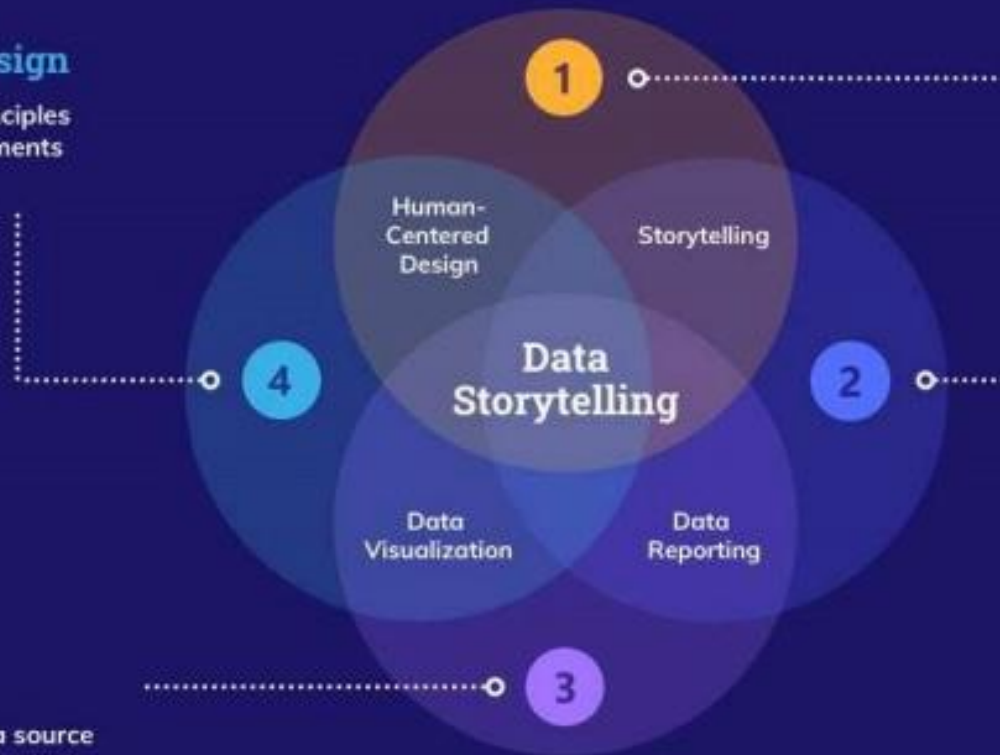 sign
ciples
ments
1
Human-
Centered
Design
Storytelling
Data
Storytelling
4
2
Data
Visualization
Data
Reporting
3
a source